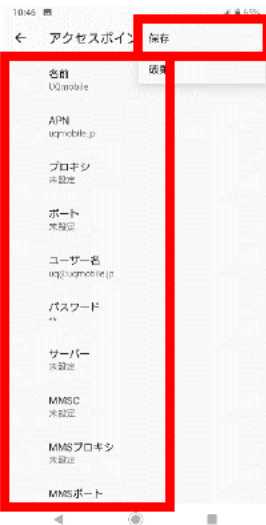 10:46 65%
← アクセスポイン 保存
破棄
名前
UQmobile
APN
uqmobile.jp
プロキシ
未設定
ポート
未設定
ユーザー名
uq@uqmobile.jp
パスワード
**
サーバー
未設定
MMSC
未設定
MMSプロキシ
未設定
MMSポート